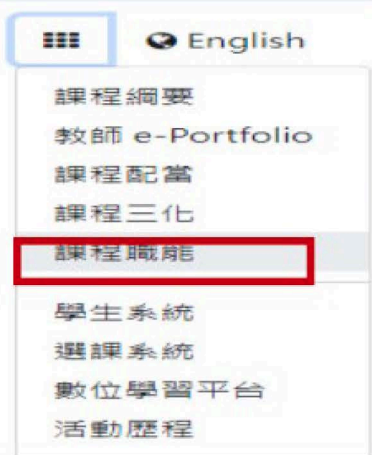 English
課程綱要
教師 e-Portfolio
課程配當
課程三化
課程職能
學生系統
選課系統
數位學習平台
活動歷程